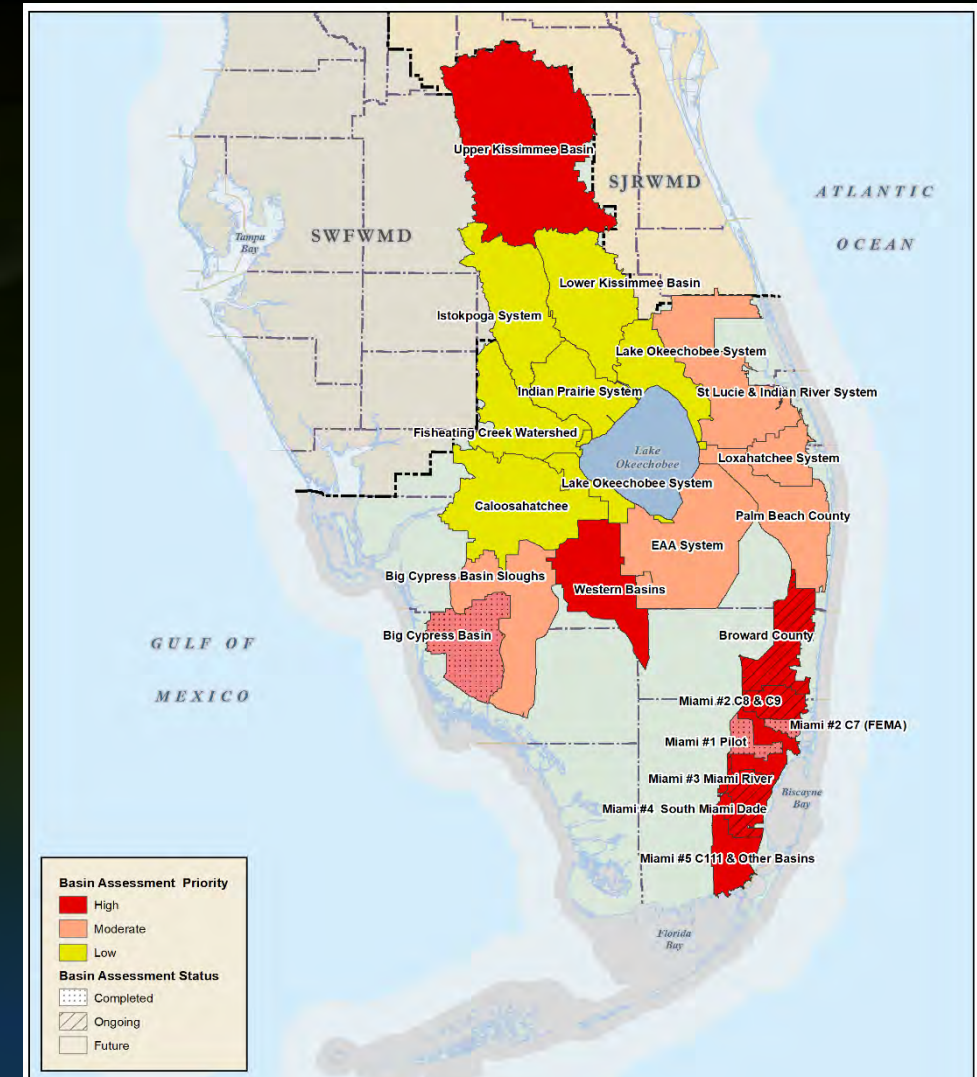 Upper Kissimmee Basin
SJRWMD
ATLANTIC
OCEAN
SWFWMD
Tampa
Bay
Lower Kissimmee Basin
Istokpoga System
Lake Okeechobee System
Indian Prairie System
St Lucie & Indian River System
Fisheating Creek Watershed
Lake
Okeechobee
Loxahatchee System
Lake Okeechobee System
Caloosahatchee
Palm Beach County
EAA System
Big Cypress Basin Sloughs
Western Basins
Big Cypress Basin
Broward County
GULF OF
MEXICO
Miami #2 C8 & C9
Miami #2 C7 (FEMA)
Miami #1 Pilot
Miami #3 Miami River
Biscayne
Bay
Miami #4 South Miami Dade
Miami #5 C111 & Other Basins
Florida
Bay
Basin Assessment Priority
High
Moderate
Low
Basin Assessment Status
Completed
Ongoing
Future